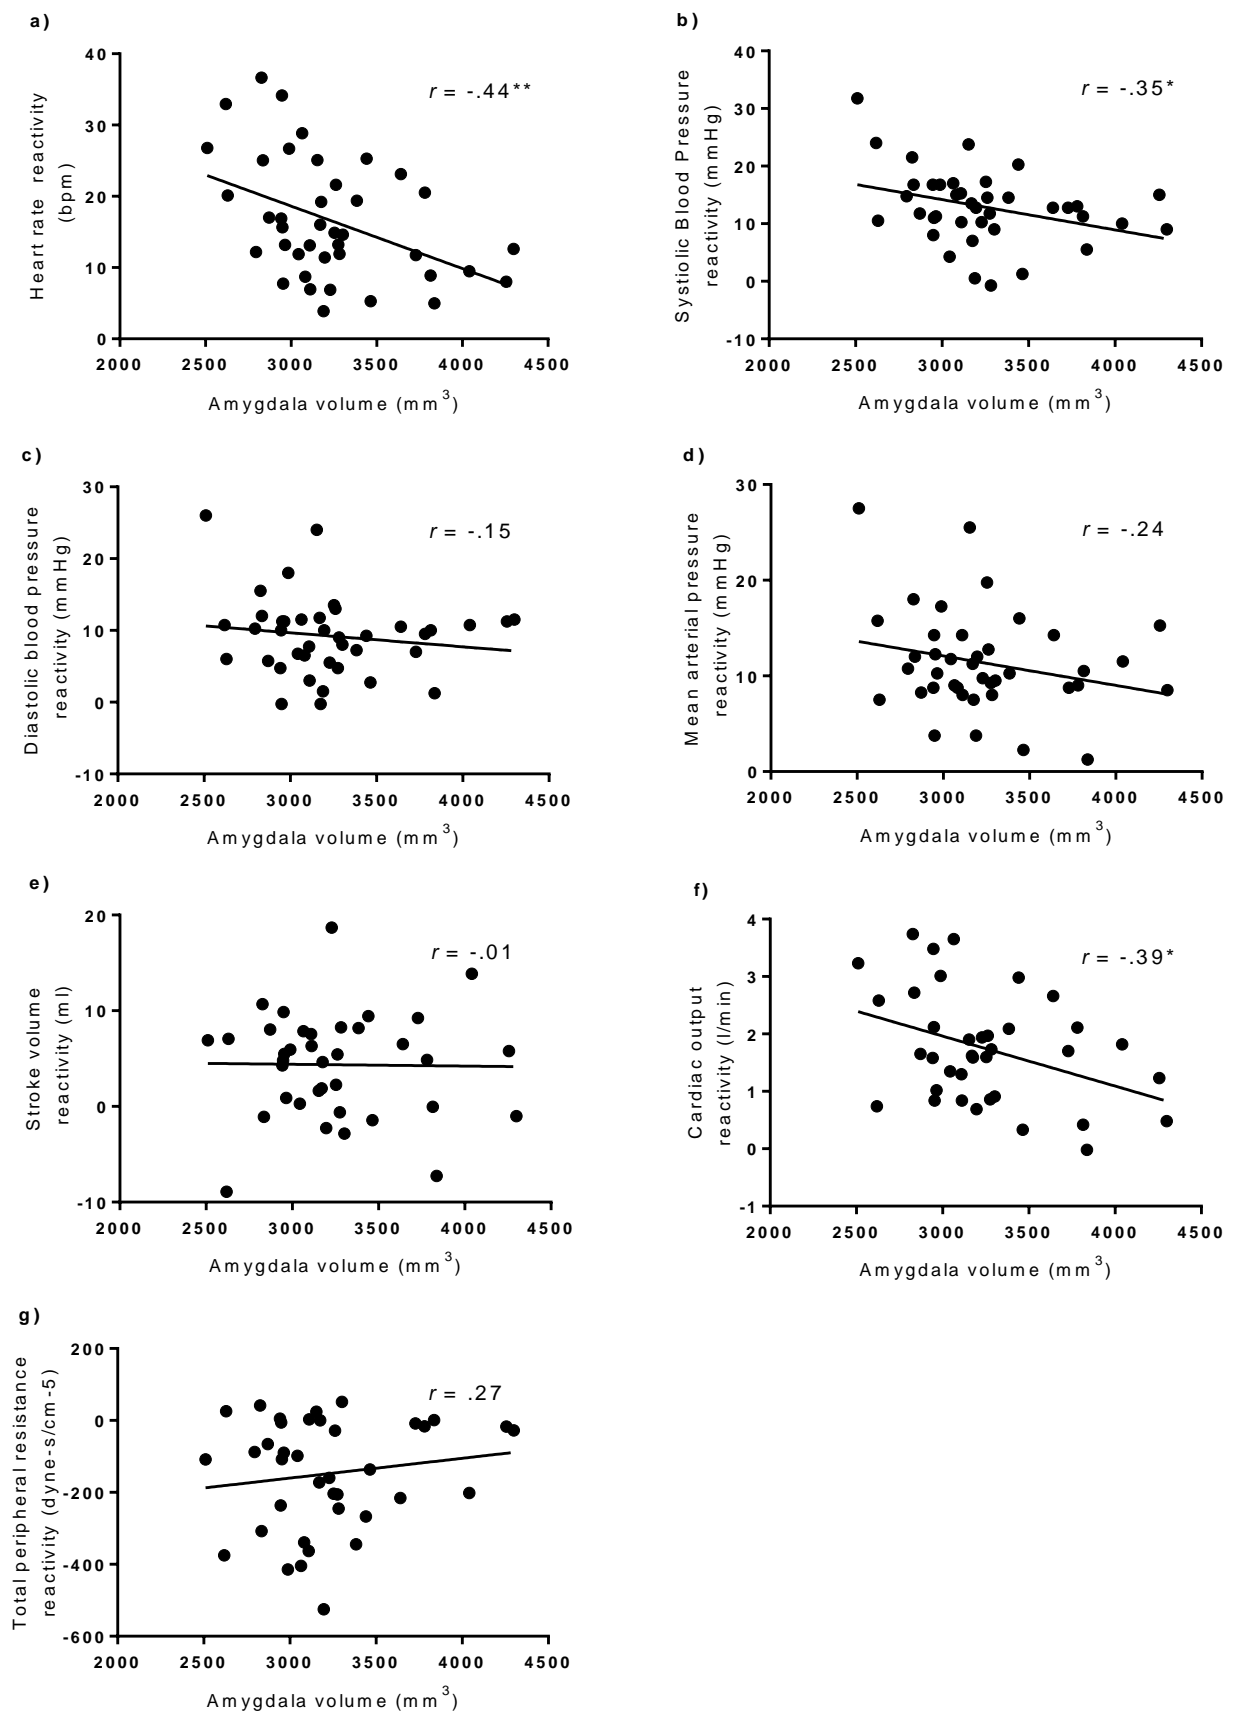 a)
40
30
20
10
0
Heart rate reactivity
(bpm)
r = -.44**
2000 2500 3000 3500 4000 4500
Amygdala volume (mm3)
b)
40
30
20
10
0
-10
Systiolic Blood Pressure
reactivity (mmHg)
r = -.35*
2000 2500 3000 3500 4000 4500
Amygdala volume (mm3)
c)
30
20
10
0
-10
Diastolic blood pressure
reactivity (mmHg)
r = -.15
2000 2500 3000 3500 4000 4500
Amygdala volume (mm3)
d)
30
20
10
0
Mean arterial pressure
reactivity (mmHg)
r = -.24
2000 2500 3000 3500 4000 4500
Amygdala volume (mm3)
e)
20
10
0
-10
Stroke volume
reactivity (ml)
r = -.01
2000 2500 3000 3500 4000 4500
Amygdala volume (mm3)
f)
4
3
2
1
0
-1
Cardiac output
reactivity (l/min)
r = -.39*
2000 2500 3000 3500 4000 4500
Amygdala volume (mm3)
g)
200
0
-200
-400
-600
Total peripheral resistance
reactivity (dyne-s/cm-5)
r = .27
2000 2500 3000 3500 4000 4500
Amygdala volume (mm3)